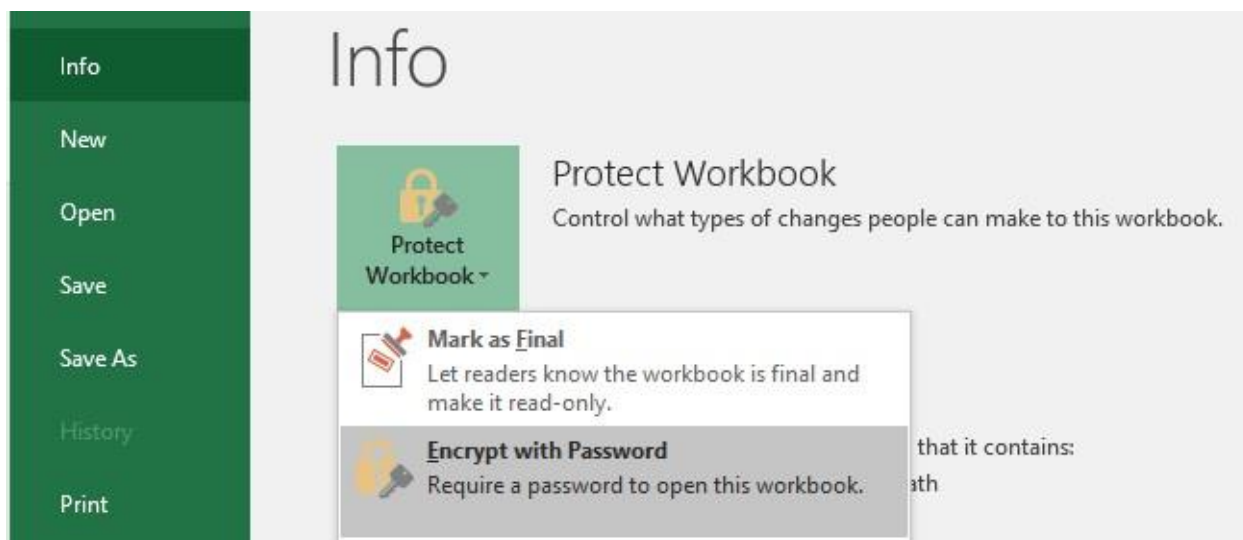 Info
New
Open
Save
Save As
History
Print
Info
Protect
Workbook
Protect Workbook
Control what types of changes people can make to this workbook.
Mark as Final
Let readers know the workbook is final and
make it read-only.
Encrypt with Password
Require a password to open this workbook.
that it contains: